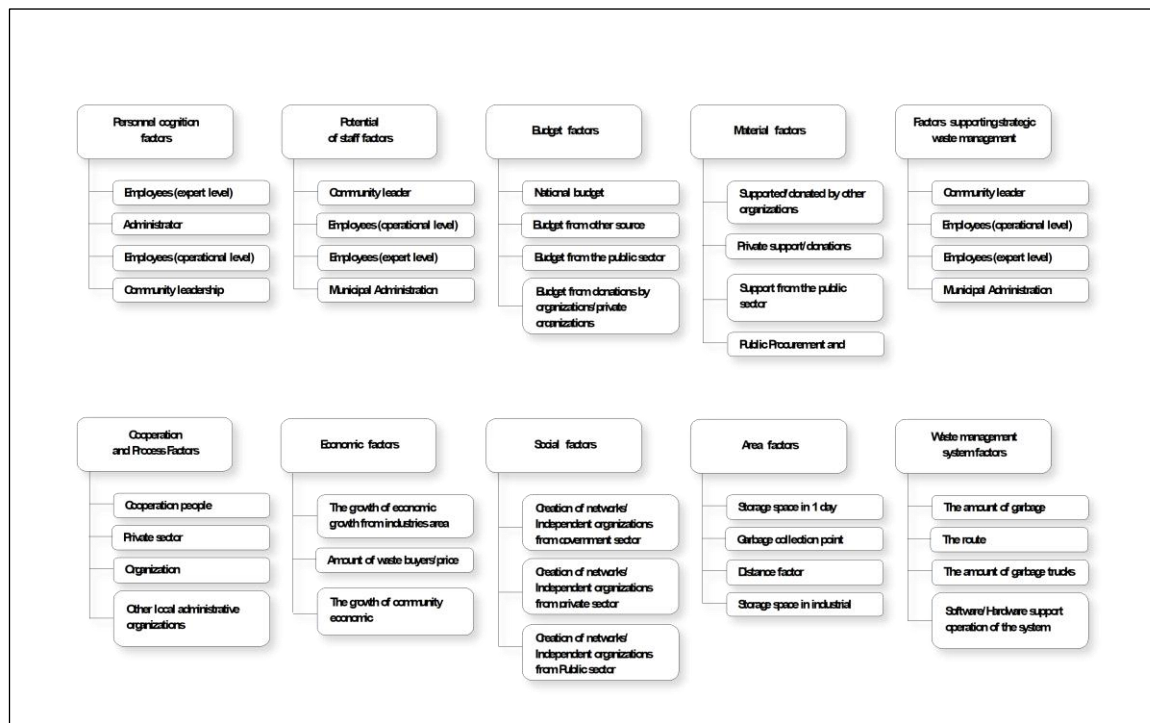 Personnel cognition
factors
Employees (expert level)
Administrator
Employees (operational level)
Community leadership
Potential
of staff factors
Community leader
Employees (operational level)
Employees (expert level)
Municipal Administration
Budget factors
National budget
Budget from other source
Budget from the public sector
Budget from donations by
organizations/private
organizations
Material factors
Supported/donated by other
organizations
Private support/donations
Support from the public
sector
Public Procurement and
Factors supporting strategic
waste management
Community leader
Employees (operational level)
Employees (expert level)
Municipal Administration
Cooperation
and Process Factors
Cooperation people
Private sector
Organization
Other local administrative
organizations
Economic factors
The growth of economic
growth from industries area
Amount of waste buyers/price
The growth of community
economic
Social factors
Creation of networks/
Independent organizations
from government sector
Creation of networks/
Independent organizations
from private sector
Creation of networks/
Independent organizations
from Public sector
Area factors
Storage space in 1 day
Garbage collection point
Distance factor
Storage space in industrial
Waste management
system factors
The amount of garbage
The route
The amount of garbage trucks
Software/Hardware support
operation of the system